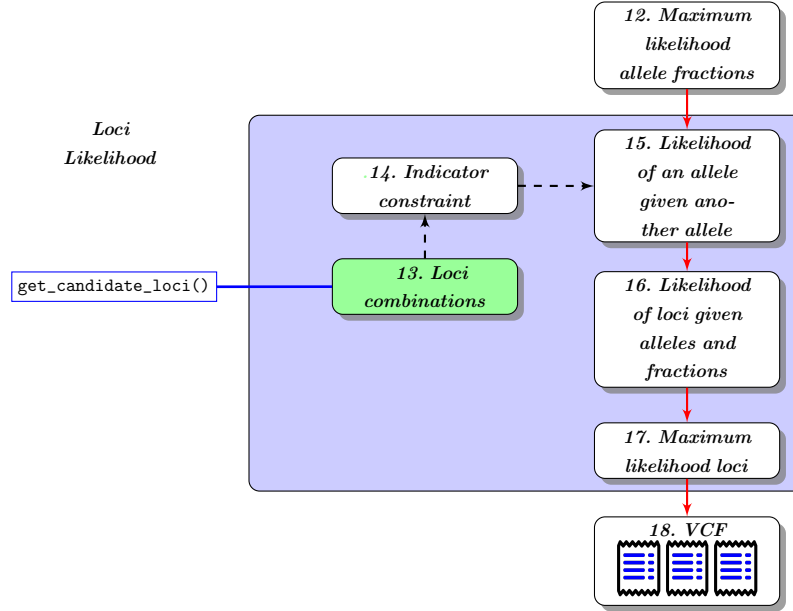 12. Maximum
likelihood
allele fractions
Loci
Likelihood
15. Likelihood
of an allele
given ano-
ther allele
14. Indicator
constraint
13. Loci
combinations
get_candidate_loci()
16. Likelihood
of loci given
alleles and
fractions
17. Maximum
likelihood loci
18. VCF